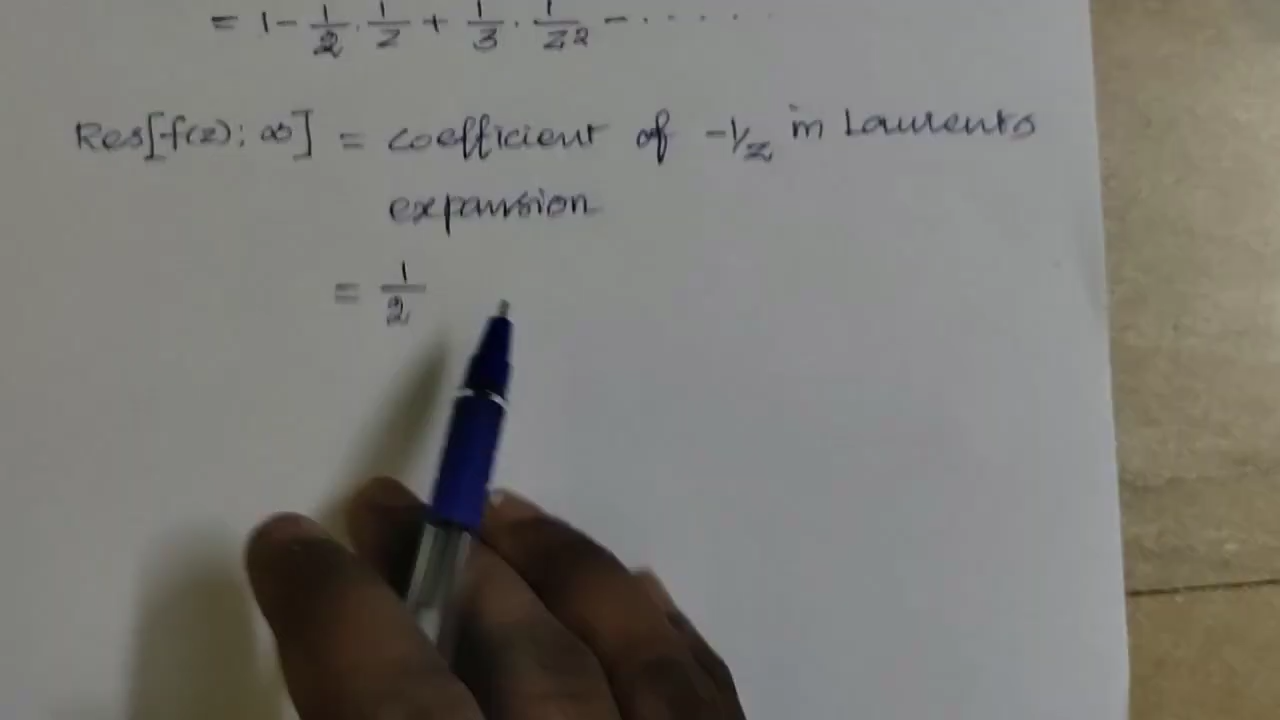 = 1 - 1/2 . 1/z + 1/3 . 1/z² - . . . . .
Res[f(z); ∞] = coefficient of -1/z in Laurents
expansion
= 1/2